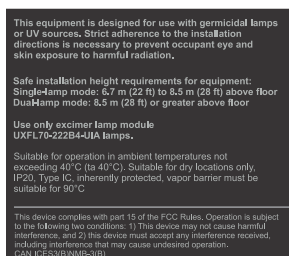 This equipment is designed for use with germicidal lamps
or UV sources. Strict adherence to the installation
directions is necessary to prevent occupant eye and
skin exposure to harmful radiation.
Safe installation height requirements for equipment:
Single-lamp mode: 6.7 m (22 ft) to 8.5 m (28 ft) above floor
Dual-lamp mode: 8.5 m (28 ft) or greater above floor
Use only excimer lamp module
UXFL70-222B4-UIA lamps.
Suitable for operation in ambient temperatures not
exceeding 40°C (ta 40°C). Suitable for dry locations only,
IP20, Type IC, inherently protected, vapor barrier must be
suitable for 90°C
This device complies with part 15 of the FCC Rules. Operation is subject
to the following two conditions: 1) This device may not cause harmful
interference, and 2) this device must accept any interference received,
including interference that may cause undesired operation.
CAN ICES3(B)\NMB-3(B)